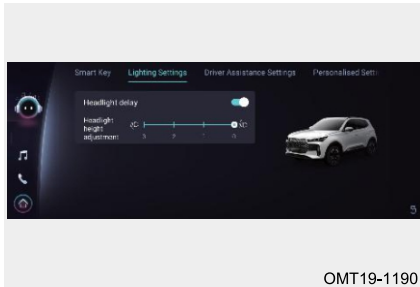 Smart Key Lighting Settings Driver Assistance Settings Personalised Setti
Headlight delay
Headlight
height
adjustment
3 2 1 0
OMT19-1190